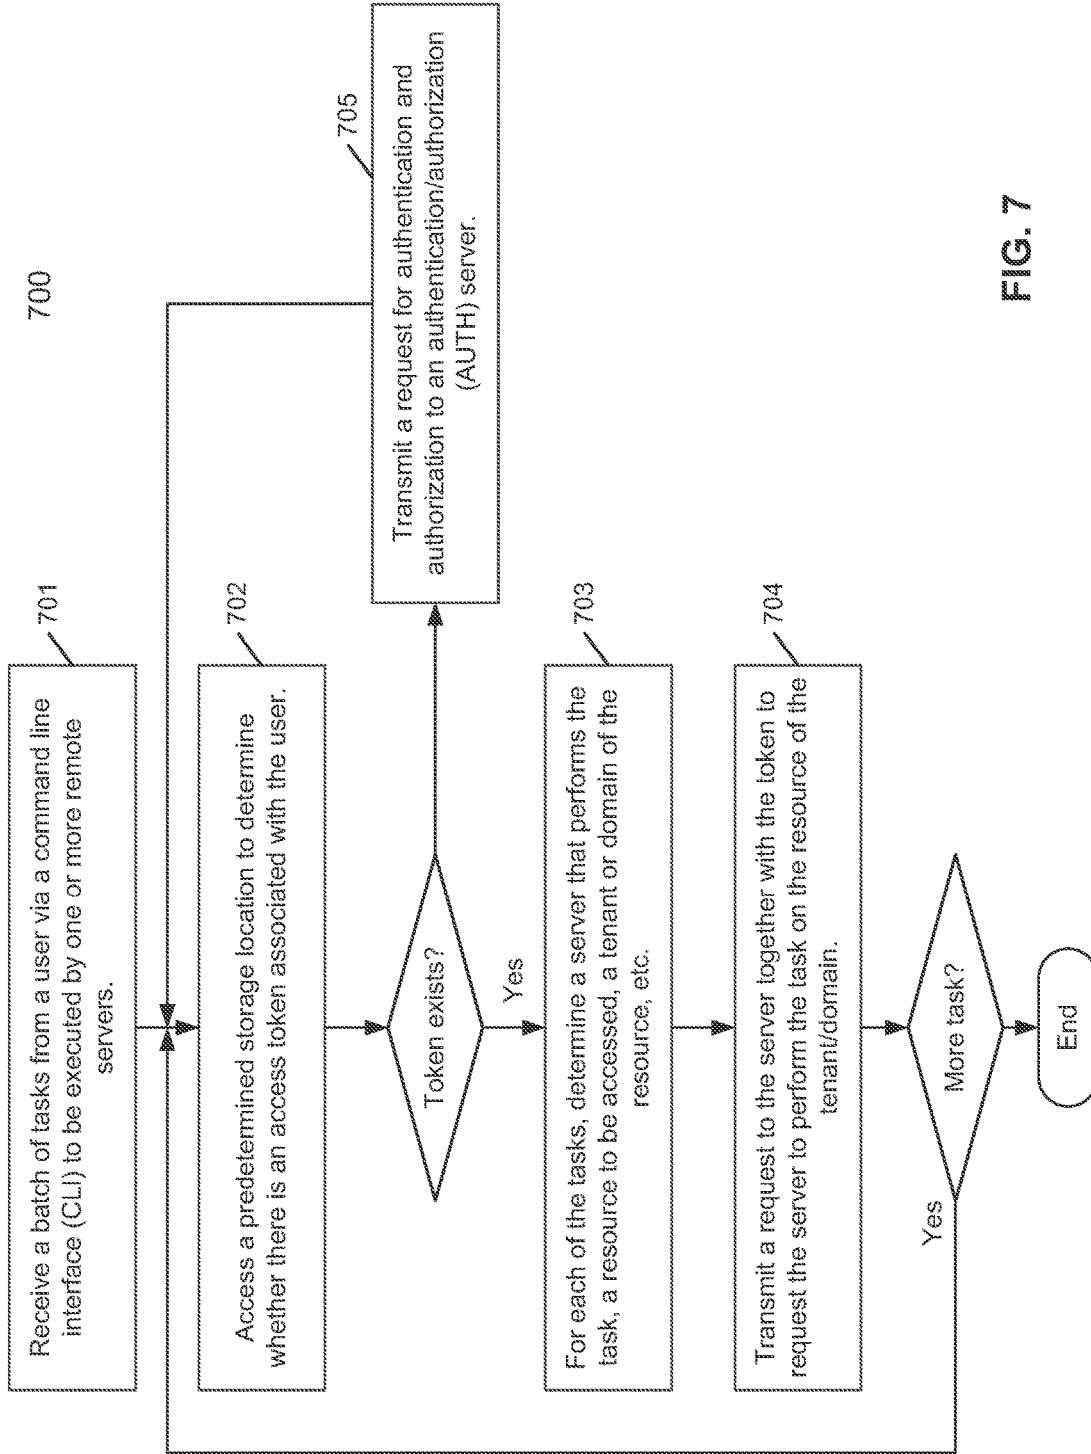 700
701
Receive a batch of tasks from a user via a command line
interface (CLI) to be executed by one or more remote
servers.
702
Access a predetermined storage location to determine
whether there is an access token associated with the user.
Token exists?
Yes
705
Transmit a request for authentication and
authorization to an authentication/authorization
(AUTH) server.
703
For each of the tasks, determine a server that performs the
task, a resource to be accessed, a tenant or domain of the
resource, etc.
704
Transmit a request to the server together with the token to
request the server to perform the task on the resource of the
tenant/domain.
Yes
More task?
End
FIG. 7